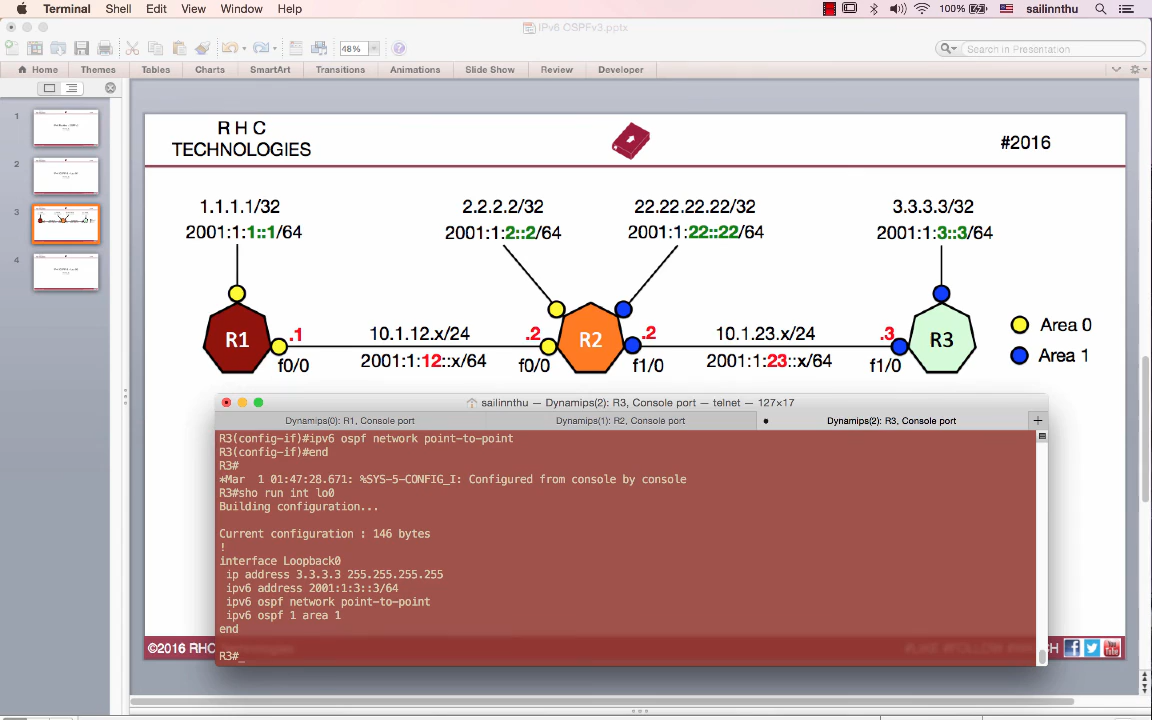 Terminal Shell Edit View Window Help 100% sailinnthu
IPv6 OSPFv3.pptx
48% Search in Presentation
Home Themes Tables Charts SmartArt Transitions Animations Slide Show Review Developer
1
2
3
4
R H C
TECHNOLOGIES
#2016
1.1.1.1/32 2.2.2.2/32 22.22.22.22/32 3.3.3.3/32
2001:1:1::1/64 2001:1:2::2/64 2001:1:22::22/64 2001:1:3::3/64
R1 .1 10.1.12.x/24 .2 R2 .2 10.1.23.x/24 .3 R3 Area 0
f0/0 2001:1:12::x/64 f0/0 f1/0 2001:1:23::x/64 f1/0 Area 1
sailinnthu — Dynamips(2): R3, Console port — telnet — 127×17
Dynamips(0): R1, Console port Dynamips(1): R2, Console port Dynamips(2): R3, Console port
R3(config-if)#ipv6 ospf network point-to-point
R3(config-if)#end
R3#
*Mar  1 01:47:28.671: %SYS-5-CONFIG_I: Configured from console by console
R3#sho run int lo0
Building configuration...
Current configuration : 146 bytes
!
interface Loopback0
ip address 3.3.3.3 255.255.255.255
ipv6 address 2001:1:3::3/64
ipv6 ospf network point-to-point
ipv6 ospf 1 area 1
end
R3#_
©2016 RHC